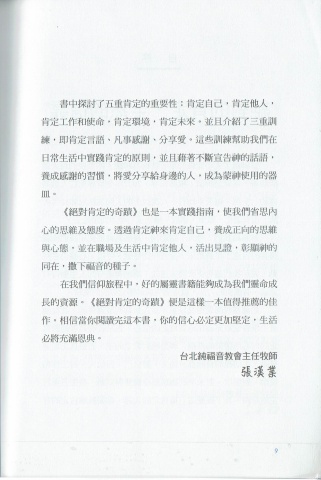 書中探討了五重肯定的重要性：肯定自己，肯定他人，
肯定工作和使命，肯定環境，肯定未來。並且介紹了三重訓
練，即肯定言語、凡事感謝、分享愛。這些訓練幫助我們在
日常生活中實踐肯定的原則，並且藉著不斷宣告神的話語，
養成感謝的習慣，將愛分享給身邊的人，成為蒙神使用的器
皿。
《絕對肯定的奇蹟》也是一本實踐指南，使我們省思內
心的思維及態度。透過肯定神來肯定自己，養成正向的思維
與心態，並在職場及生活中肯定他人，活出見證，彰顯神的
同在，撒下福音的種子。
在我們信仰旅程中，好的屬靈書籍能夠成為我們靈命成
長的資源。《絕對肯定的奇蹟》便是這樣一本值得推薦的佳
作，相信當你閱讀完這本書，你的信心必定更加堅定，生活
必將充滿恩典。
台北純福音教會主任牧師
張漢業
9